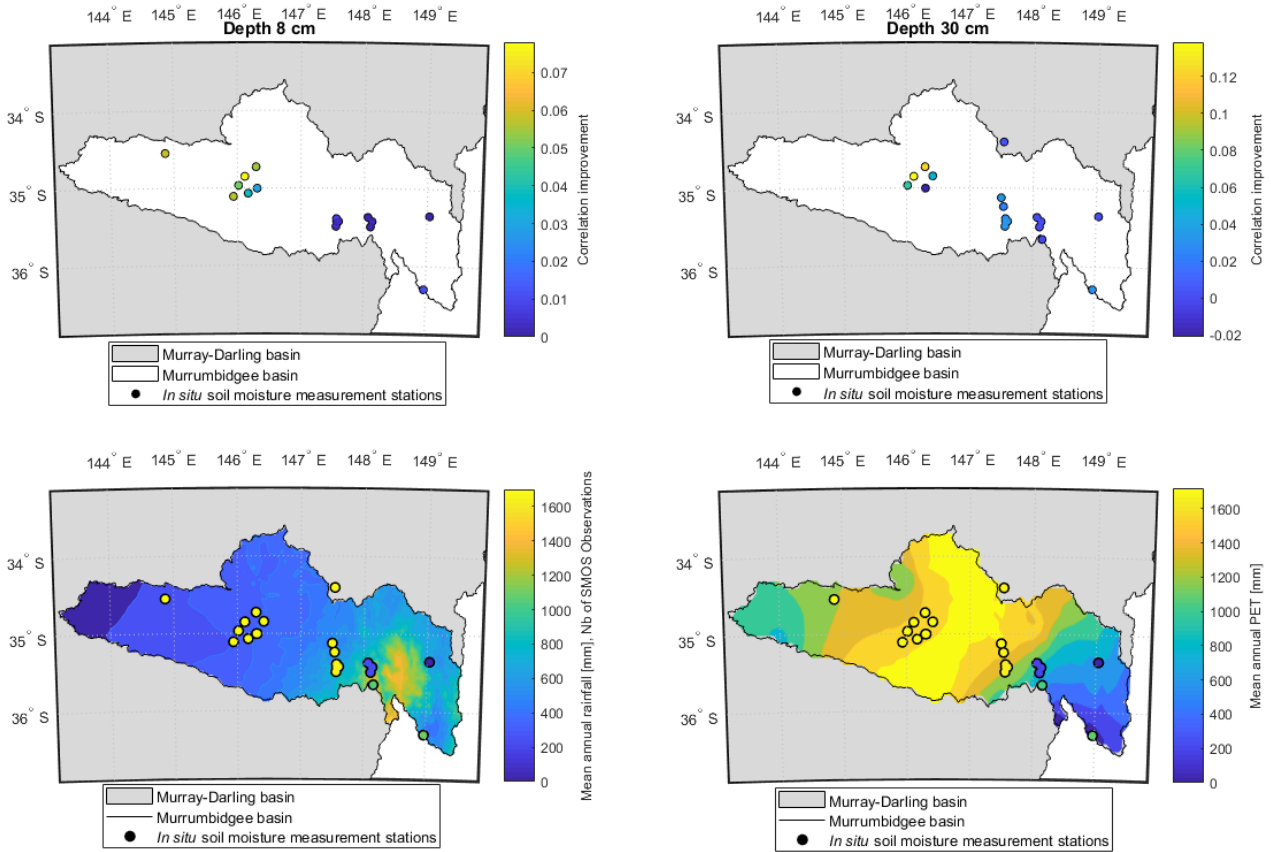 144° E 145° E 146° E 147° E 148° E 149° E
Depth 8 cm
34° S
35° S
36° S
0.07
0.06
0.05
0.04
0.03
0.02
0.01
0
Correlation improvement
Murray-Darling basin
Murrumbidgee basin
In situ soil moisture measurement stations
144° E 145° E 146° E 147° E 148° E 149° E
Depth 30 cm
34° S
35° S
36° S
0.12
0.1
0.08
0.06
0.04
0.02
0
-0.02
Correlation improvement
Murray-Darling basin
Murrumbidgee basin
In situ soil moisture measurement stations
144° E 145° E 146° E 147° E 148° E 149° E
34° S
35° S
36° S
1600
1400
1200
1000
800
600
400
200
0
Mean annual rainfall [mm], Nb of SMOS Observations
Murray-Darling basin
Murrumbidgee basin
In situ soil moisture measurement stations
144° E 145° E 146° E 147° E 148° E 149° E
34° S
35° S
36° S
1600
1400
1200
1000
800
600
400
200
0
Mean annual PET [mm]
Murray-Darling basin
Murrumbidgee basin
In situ soil moisture measurement stations